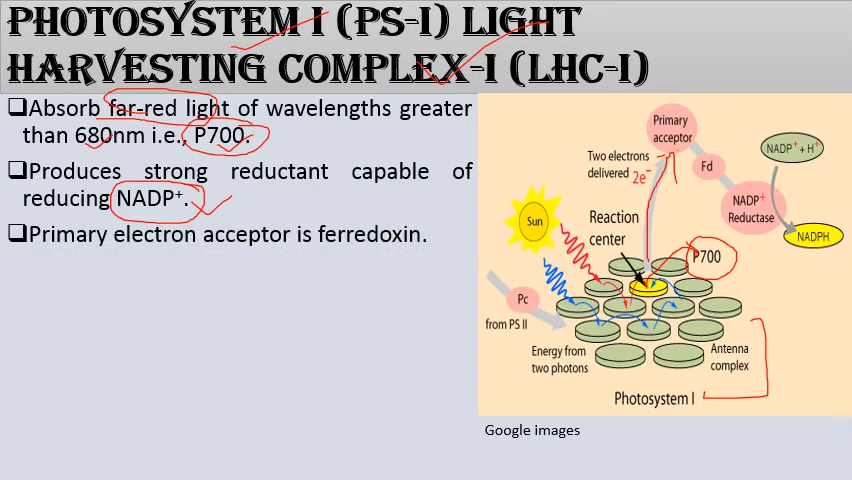 PHOTOSYSTEM I (PS-I) LIGHT
HARVESTING COMPLEX-I (LHC-I)
❑Absorb far-red light of wavelengths greater
than 680nm i.e., P700.
❑Produces strong reductant capable of
reducing NADP⁺.
❑Primary electron acceptor is ferredoxin.
Primary
acceptor
Two electrons
delivered 2e⁻
Fd
NADP⁺ + H⁺
NADP⁺
Reductase
NADPH
Sun
Reaction
center
P700
Pc
from PS II
Energy from
two photons
Antenna
complex
Photosystem I
Google images